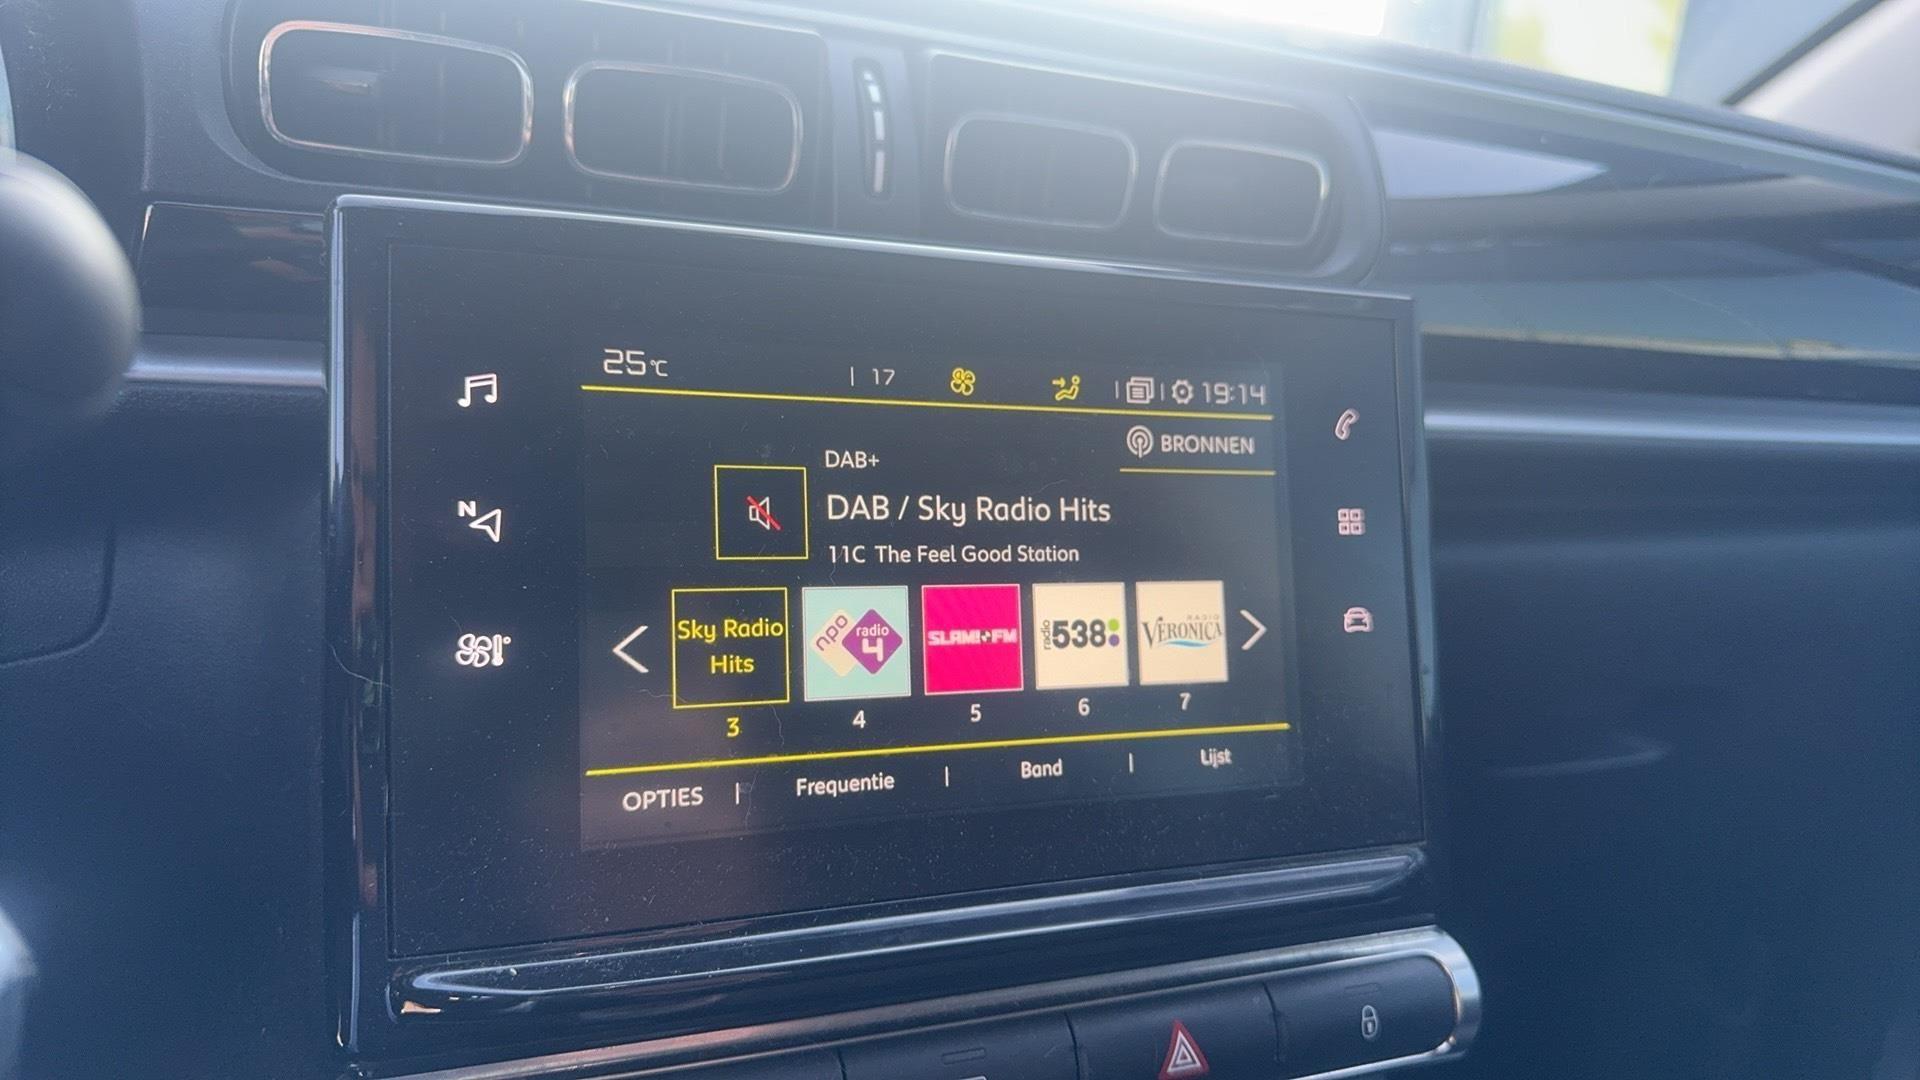 25°C
17
19:14
BRONNEN
DAB+
DAB / Sky Radio Hits
11C The Feel Good Station
N
Sky Radio
Hits
npo
radio
4
SLAM!FM
radio
538
RADIO
VERONICA
3
4
5
6
7
OPTIES
Frequentie
Band
Lijst